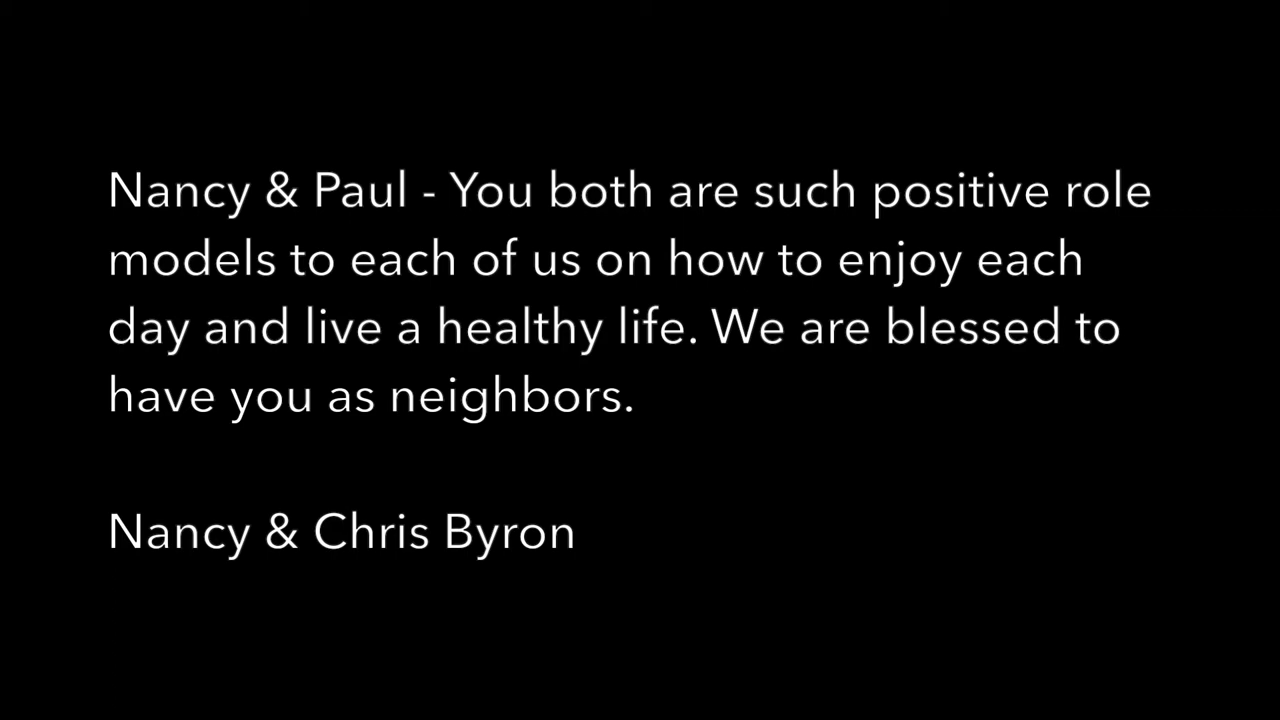 Nancy & Paul - You both are such positive role
models to each of us on how to enjoy each
day and live a healthy life. We are blessed to
have you as neighbors.
Nancy & Chris Byron